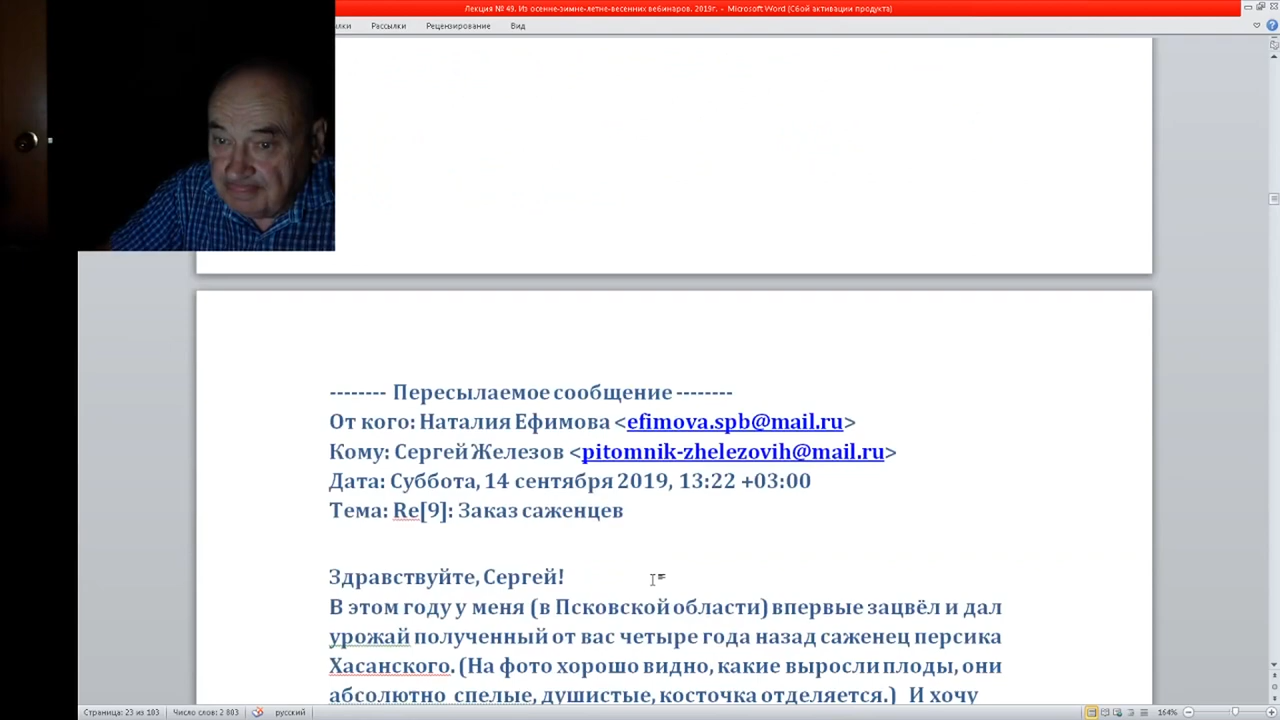 Лекция № 49. Из осенне-зимне-летне-весенних вебинаров. 2019г. - Microsoft Word (Сбой активации продукта)
лки Рассылки Рецензирование Вид
-------- Пересылаемое сообщение --------
От кого: Наталия Ефимова <efimova.spb@mail.ru>
Кому: Сергей Железов <pitomnik-zhelezovih@mail.ru>
Дата: Суббота, 14 сентября 2019, 13:22 +03:00
Тема: Re[9]: Заказ саженцев
Здравствуйте, Сергей!
В этом году у меня (в Псковской области) впервые зацвёл и дал
урожай полученный от вас четыре года назад саженец персика
Хасанского. (На фото хорошо видно, какие выросли плоды, они
абсолютно спелые, душистые, косточка отделяется.) И хочу
Страница: 23 из 103 Число слов: 2 803 русский 164%